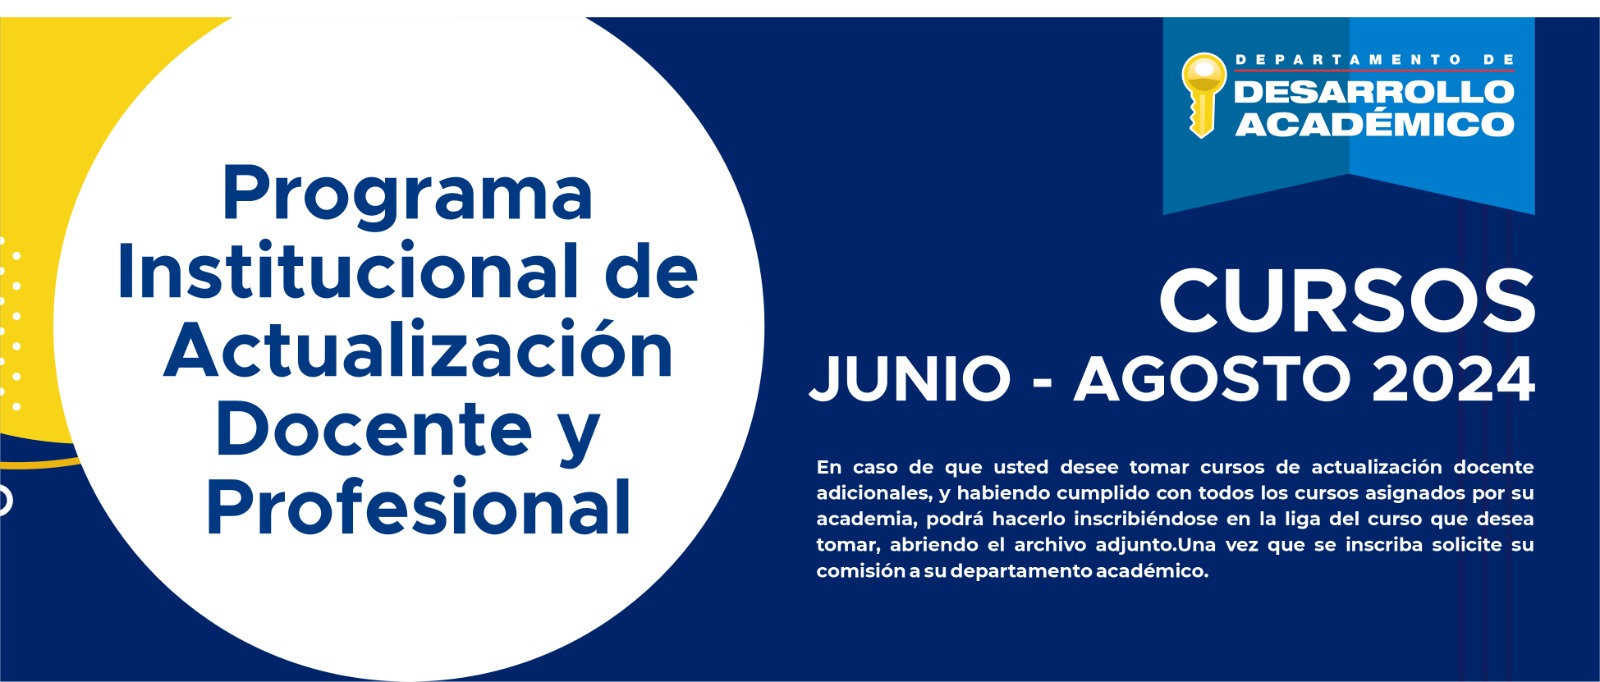 Programa
Institucional de
Actualización
Docente y
Profesional
DEPARTAMENTO DE
DESARROLLO
ACADÉMICO
CURSOS
JUNIO - AGOSTO 2024
En caso de que usted desee tomar cursos de actualización docente
adicionales, y habiendo cumplido con todos los cursos asignados por su
academia, podrá hacerlo inscribiéndose en la liga del curso que desea
tomar, abriendo el archivo adjunto.Una vez que se inscriba solicite su
comisión a su departamento académico.